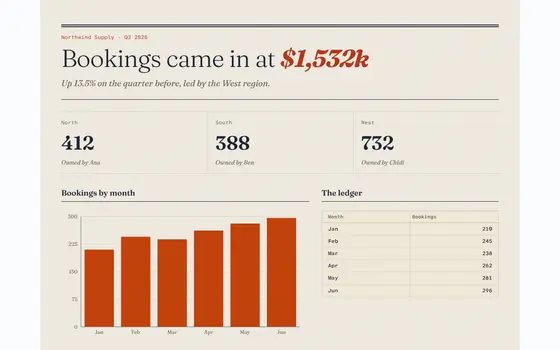 Northwind Supply · Q2 2026
Bookings came in at $1,532k
Up 13.5% on the quarter before, led by the West region.
North South West
412 388 732
Owned by Ana Owned by Ben Owned by Chidi
Bookings by month
300
225
150
75
0
Jan Feb Mar Apr May Jun
The ledger
Month Bookings
Jan 210
Feb 245
Mar 238
Apr 262
May 281
Jun 296